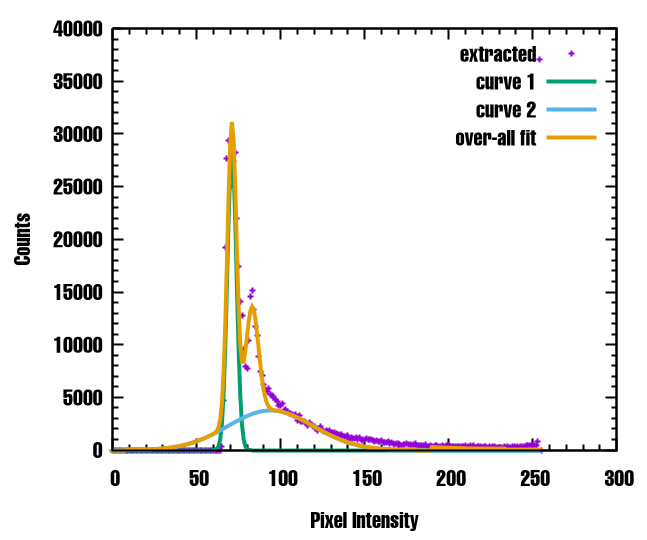 40000
35000
30000
25000
20000
15000
10000
5000
0
Counts
extracted
curve 1
curve 2
over-all fit
0 50 100 150 200 250 300
Pixel Intensity